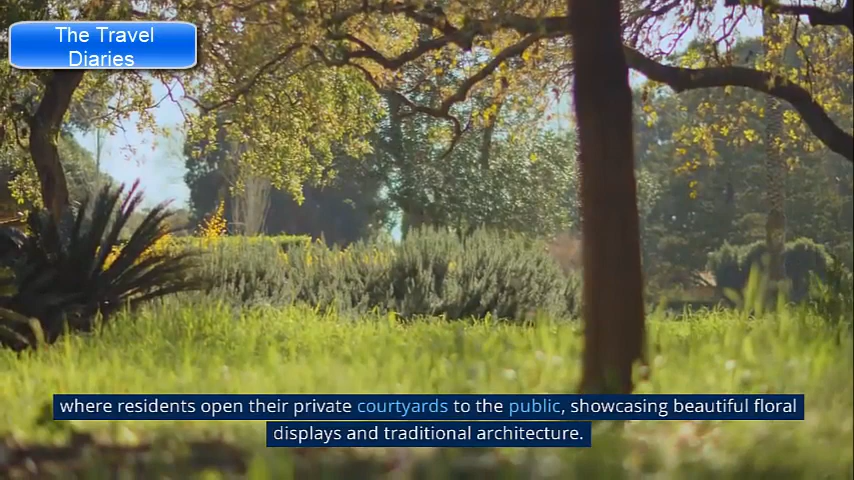 The Travel
Diaries
where residents open their private courtyards to the public, showcasing beautiful floral
displays and traditional architecture.